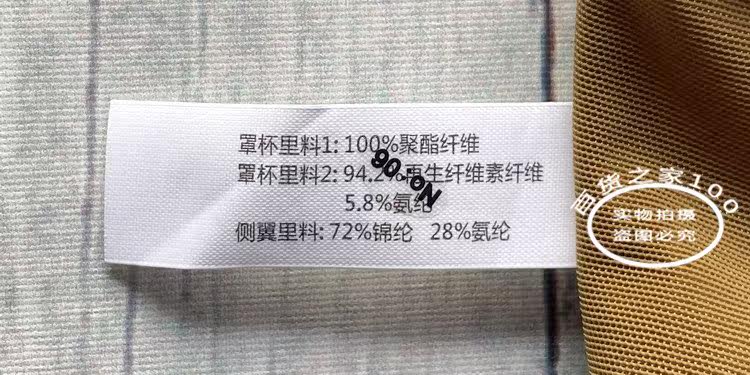 罩杯里料1: 100%聚酯纤维
罩杯里料2: 94.2%再生纤维素纤维
5.8%氨纶
侧翼里料: 72%锦纶 28%氨纶
No.06
百货之家100
实物拍摄
盗图必究